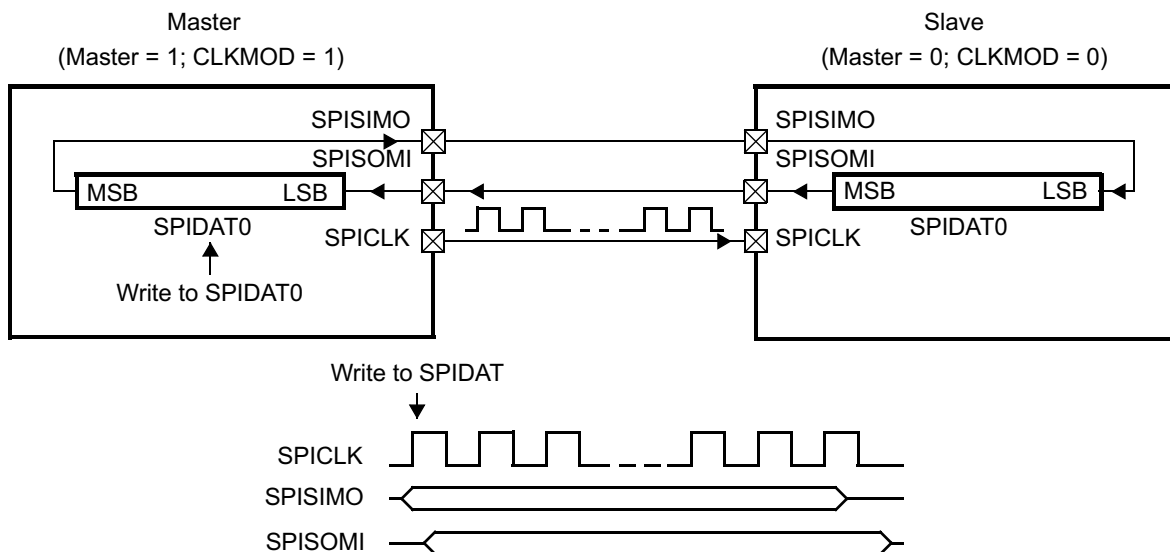 Master
(Master = 1; CLKMOD = 1)
Slave
(Master = 0; CLKMOD = 0)
SPISIMO
SPISIMO
SPISOMI
SPISOMI
MSB LSB
MSB LSB
SPIDAT0
SPIDAT0
SPICLK
SPICLK
Write to SPIDAT0
Write to SPIDAT
SPICLK
SPISIMO
SPISOMI